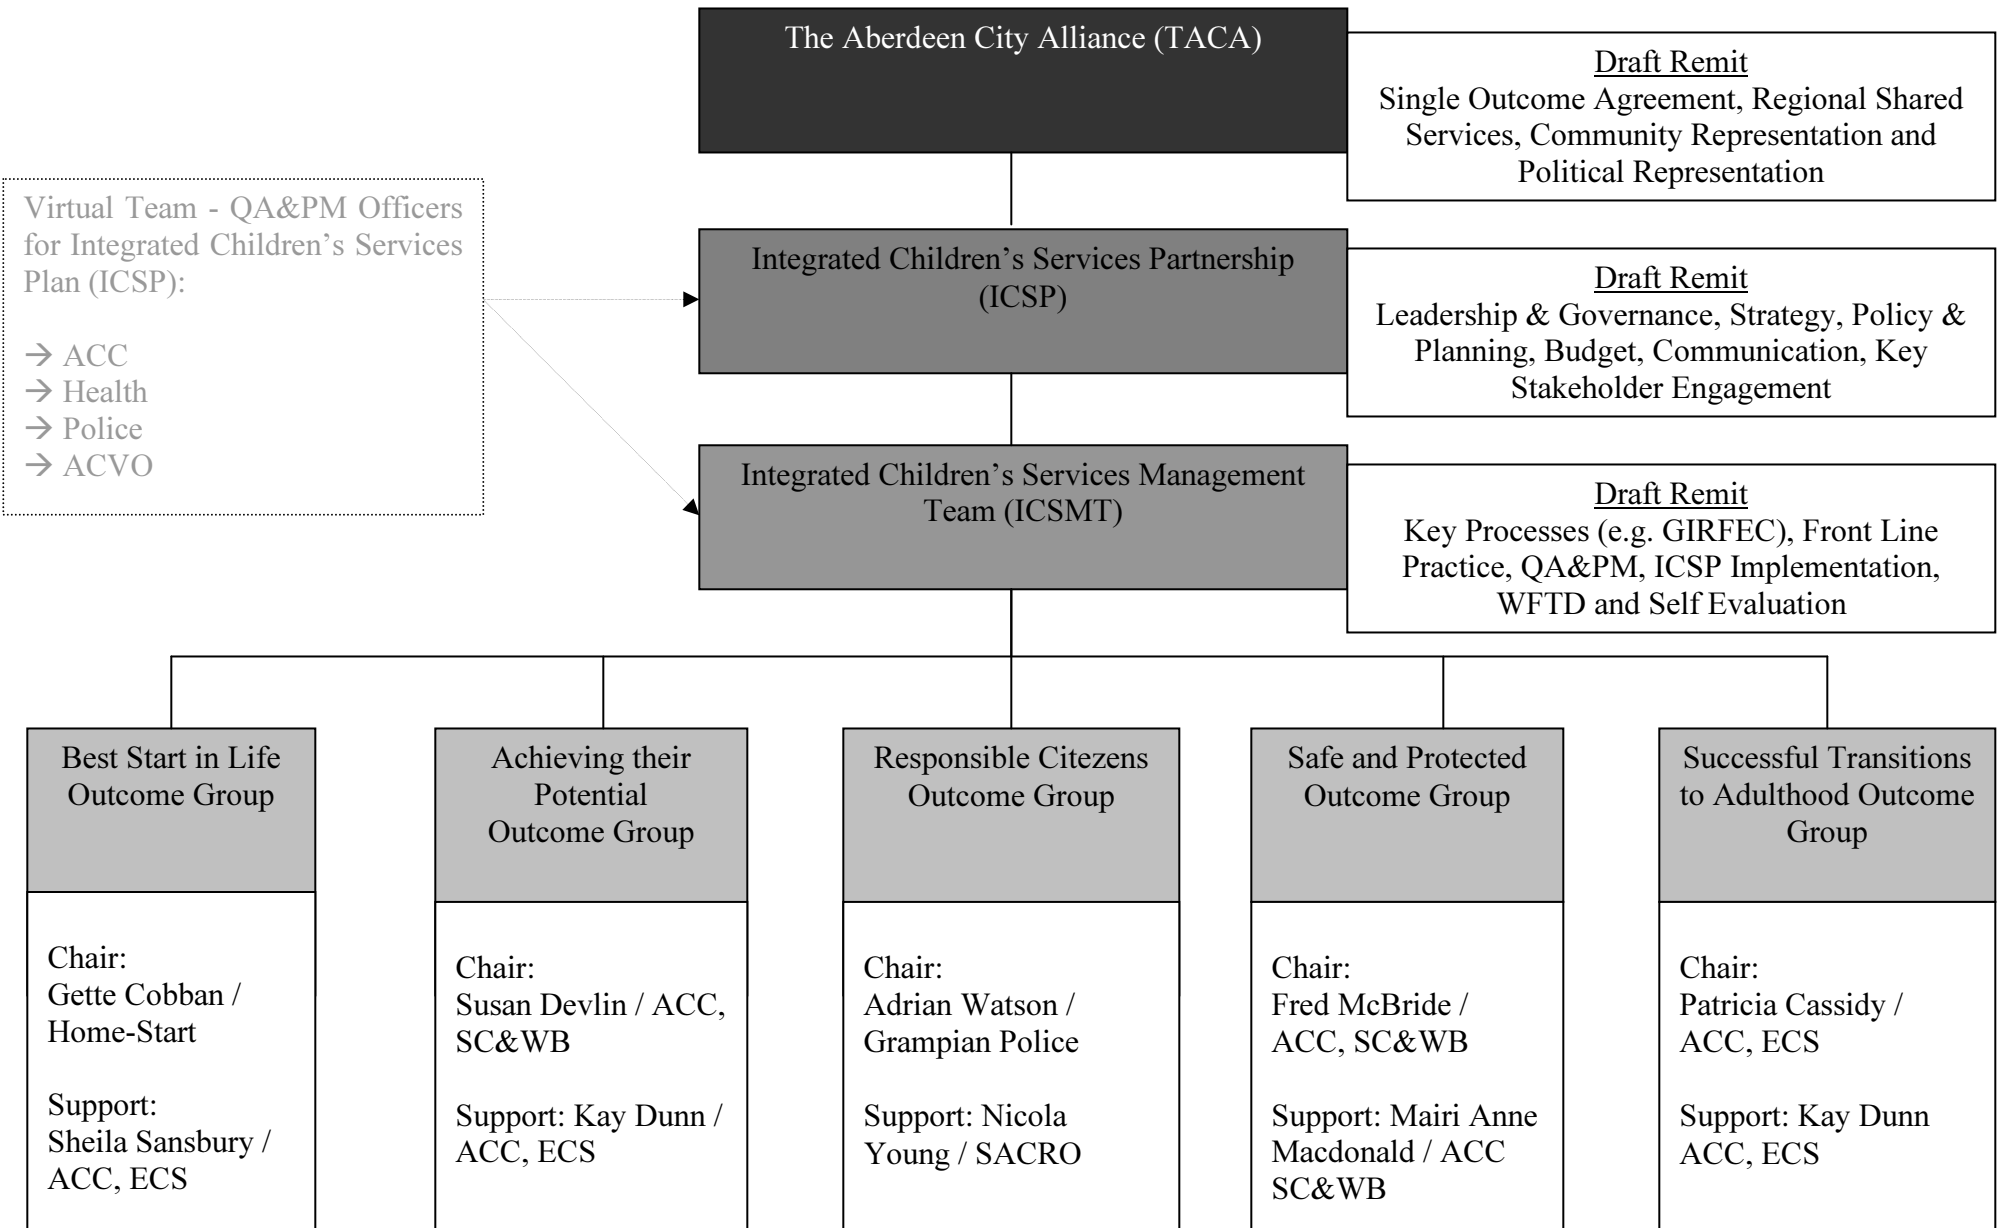 The Aberdeen City Alliance (TACA)
Draft Remit
Single Outcome Agreement, Regional Shared
Services, Community Representation and
Political Representation
Virtual Team - QA&PM Officers
for Integrated Children’s Services
Plan (ICSP):
→ ACC
→ Health
→ Police
→ ACVO
Integrated Children’s Services Partnership
(ICSP)
Draft Remit
Leadership & Governance, Strategy, Policy &
Planning, Budget, Communication, Key
Stakeholder Engagement
Integrated Children’s Services Management
Team (ICSMT)
Draft Remit
Key Processes (e.g. GIRFEC), Front Line
Practice, QA&PM, ICSP Implementation,
WFTD and Self Evaluation
Best Start in Life
Outcome Group
Chair:
Gette Cobban /
Home-Start
Support:
Sheila Sansbury /
ACC, ECS
Achieving their
Potential
Outcome Group
Chair:
Susan Devlin / ACC,
SC&WB
Support: Kay Dunn /
ACC, ECS
Responsible Citezens
Outcome Group
Chair:
Adrian Watson /
Grampian Police
Support: Nicola
Young / SACRO
Safe and Protected
Outcome Group
Chair:
Fred McBride /
ACC, SC&WB
Support: Mairi Anne
Macdonald / ACC
SC&WB
Successful Transitions
to Adulthood Outcome
Group
Chair:
Patricia Cassidy /
ACC, ECS
Support: Kay Dunn
ACC, ECS